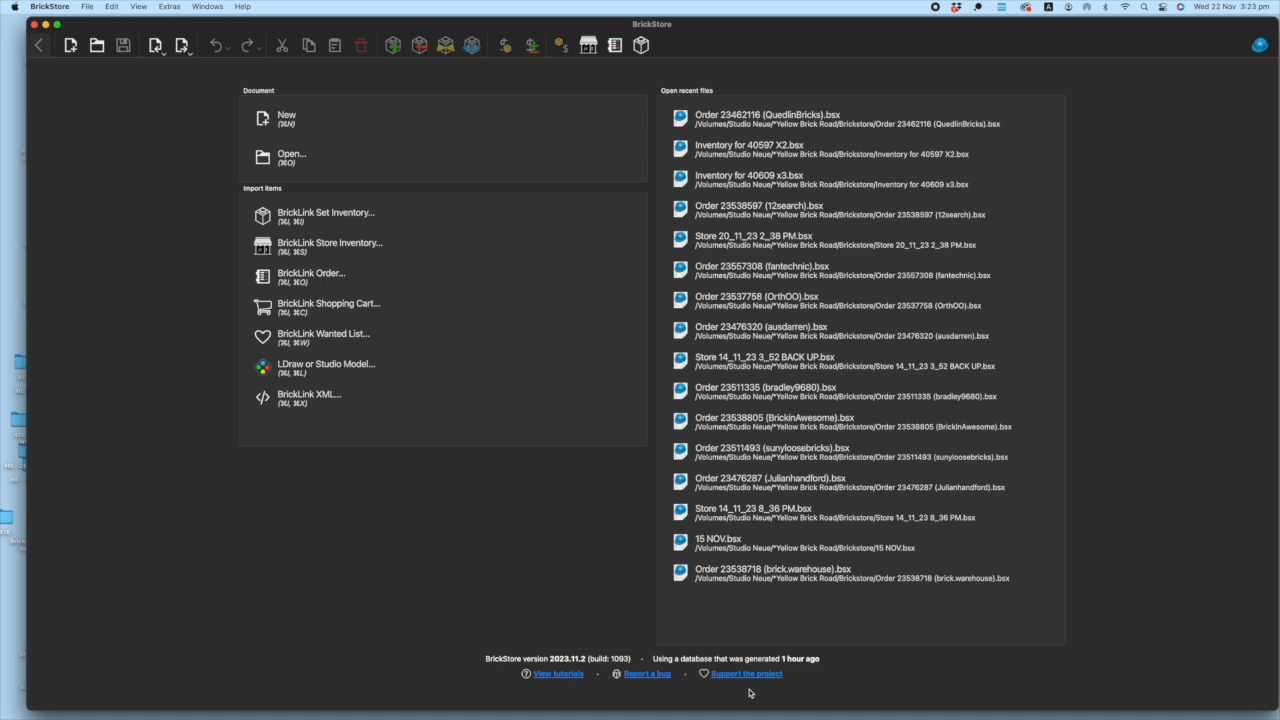 BrickStore File Edit View Extras Windows Help
Wed 22 Nov 3:23 pm
BrickStore
Document
New
(⌘N)
Open...
(⌘O)
Import items
BrickLink Set Inventory...
(⌘I, ⌘I)
BrickLink Store Inventory...
(⌘I, ⌘S)
BrickLink Order...
(⌘I, ⌘O)
BrickLink Shopping Cart...
(⌘I, ⌘C)
BrickLink Wanted List...
(⌘I, ⌘W)
LDraw or Studio Model...
(⌘I, ⌘L)
BrickLink XML...
(⌘I, ⌘X)
Open recent files
Order 23462116 (QuedlinBricks).bsx
/Volumes/Studio Neue/*Yellow Brick Road/Brickstore/Order 23462116 (QuedlinBricks).bsx
Inventory for 40597 X2.bsx
/Volumes/Studio Neue/*Yellow Brick Road/Brickstore/Inventory for 40597 X2.bsx
Inventory for 40609 x3.bsx
/Volumes/Studio Neue/*Yellow Brick Road/Brickstore/Inventory for 40609 x3.bsx
Order 23538597 (12search).bsx
/Volumes/Studio Neue/*Yellow Brick Road/Brickstore/Order 23538597 (12search).bsx
Store 20_11_23 2_38 PM.bsx
/Volumes/Studio Neue/*Yellow Brick Road/Brickstore/Store 20_11_23 2_38 PM.bsx
Order 23557308 (fantechnic).bsx
/Volumes/Studio Neue/*Yellow Brick Road/Brickstore/Order 23557308 (fantechnic).bsx
Order 23537758 (OrthOO).bsx
/Volumes/Studio Neue/*Yellow Brick Road/Brickstore/Order 23537758 (OrthOO).bsx
Order 23476320 (ausdarren).bsx
/Volumes/Studio Neue/*Yellow Brick Road/Brickstore/Order 23476320 (ausdarren).bsx
Store 14_11_23 3_52 BACK UP.bsx
/Volumes/Studio Neue/*Yellow Brick Road/Brickstore/Store 14_11_23 3_52 BACK UP.bsx
Order 23511335 (bradley9680).bsx
/Volumes/Studio Neue/*Yellow Brick Road/Brickstore/Order 23511335 (bradley9680).bsx
Order 23538805 (BrickinAwesome).bsx
/Volumes/Studio Neue/*Yellow Brick Road/Brickstore/Order 23538805 (BrickinAwesome).bsx
Order 23511493 (sunyloosebricks).bsx
/Volumes/Studio Neue/*Yellow Brick Road/Brickstore/Order 23511493 (sunyloosebricks).bsx
Order 23476287 (Julianhandford).bsx
/Volumes/Studio Neue/*Yellow Brick Road/Brickstore/Order 23476287 (Julianhandford).bsx
Store 14_11_23 8_36 PM.bsx
/Volumes/Studio Neue/*Yellow Brick Road/Brickstore/Store 14_11_23 8_36 PM.bsx
15 NOV.bsx
/Volumes/Studio Neue/*Yellow Brick Road/Brickstore/15 NOV.bsx
Order 23538718 (brick.warehouse).bsx
/Volumes/Studio Neue/*Yellow Brick Road/Brickstore/Order 23538718 (brick.warehouse).bsx
BrickStore version 2023.11.2 (build: 1093) · Using a database that was generated 1 hour ago
View tutorials · Report a bug · Support the project